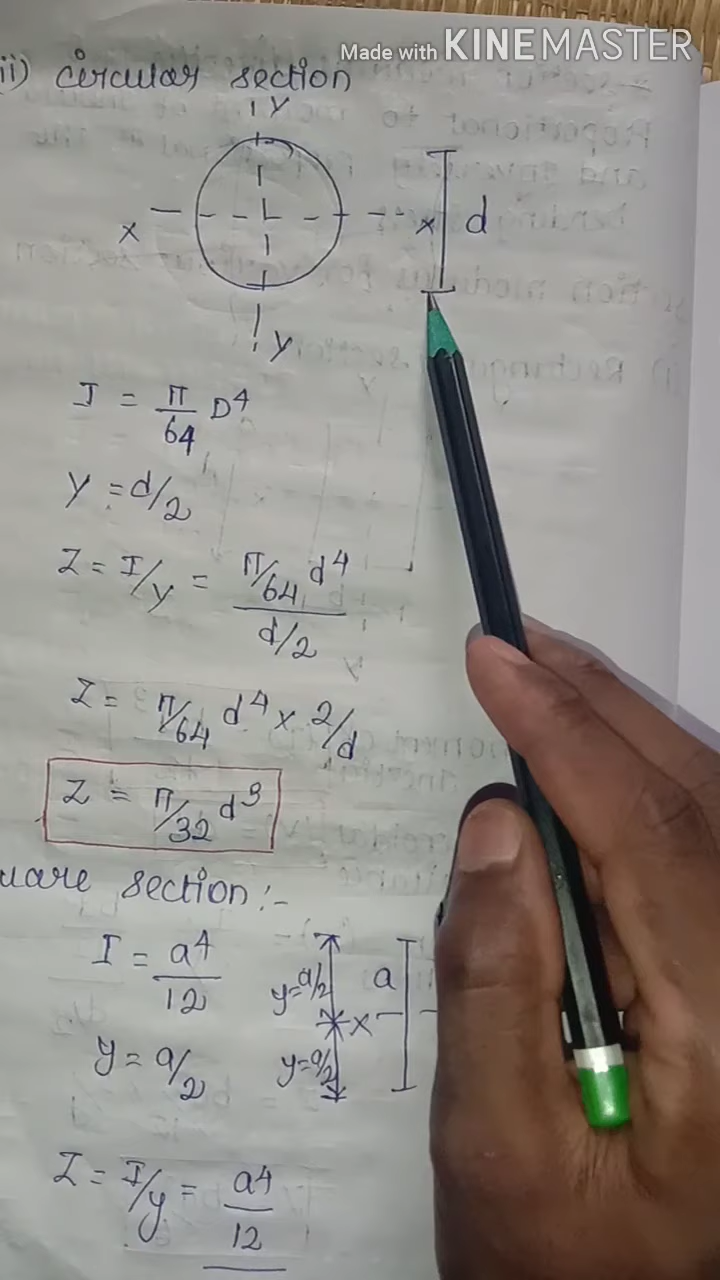 Made with KINEMASTER
ii) circular section
Y
X X d
Y
I = π/64 D⁴
Y = d/2
Z = I/Y = π/64 d⁴ / d/2
Z = π/64 d⁴ × 2/d
Z = π/32 d³
uare section :-
I = a⁴/12
y = a/2
y=a/2
a
X
y=a/2
Z = I/y = a⁴/12